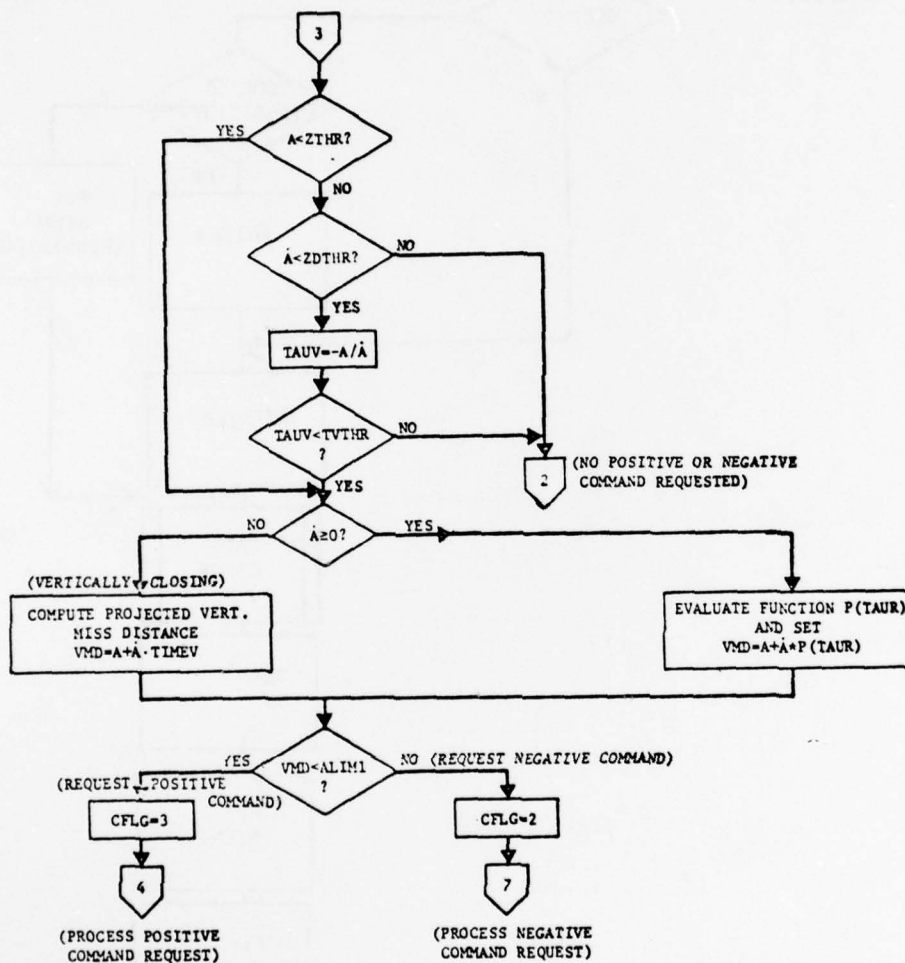 3
A<ZTHR?
YES
NO
Ȧ<ZDTHR?
NO
YES
TAUV=-A/Ȧ
TAUV<TVTHR
?
NO
YES
2
(NO POSITIVE OR NEGATIVE
COMMAND REQUESTED)
Ȧ≥0?
NO
YES
(VERTICALLY CLOSING)
COMPUTE PROJECTED VERT.
MISS DISTANCE
VMD=A+Ȧ·TIMEV
EVALUATE FUNCTION P(TAUR)
AND SET
VMD=A+Ȧ*P(TAUR)
VMD<ALIM1
?
YES
(REQUEST POSITIVE
COMMAND)
NO (REQUEST NEGATIVE COMMAND)
CFLG=3
CFLG=2
4
7
(PROCESS POSITIVE
COMMAND REQUEST)
(PROCESS NEGATIVE
COMMAND REQUEST)